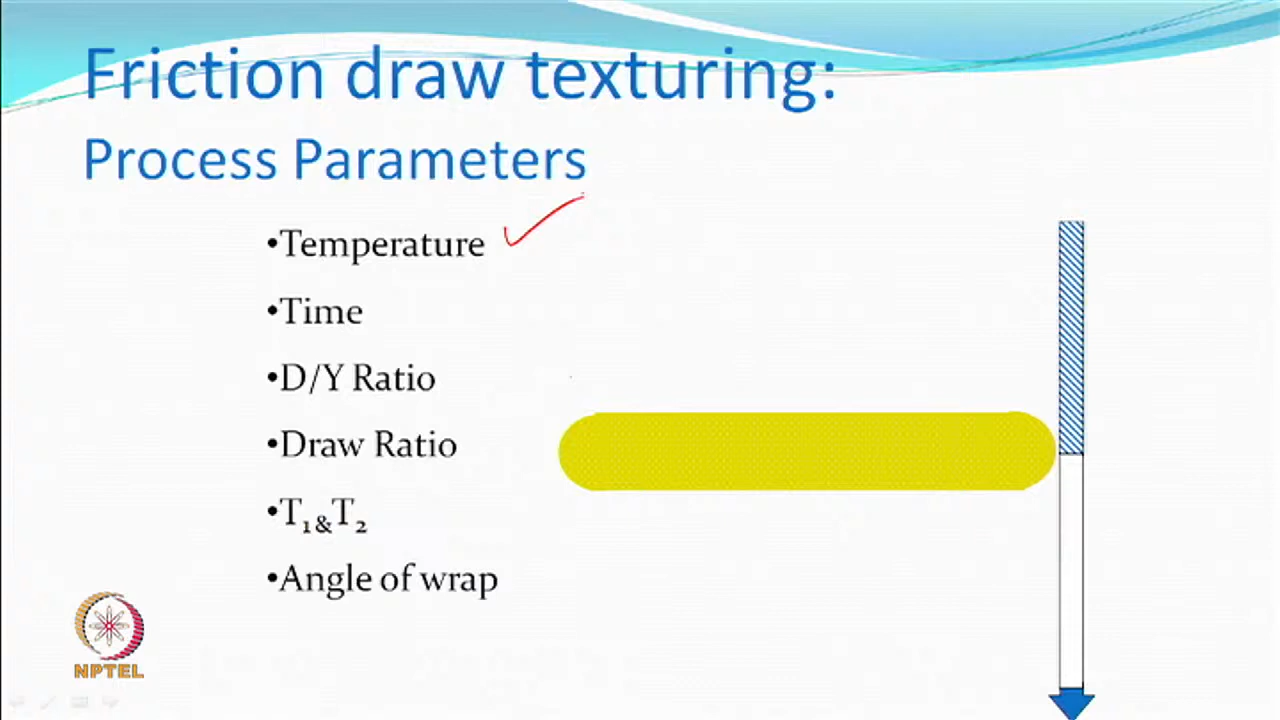 Friction draw texturing:
Process Parameters
•Temperature
•Time
•D/Y Ratio
•Draw Ratio
•T₁&T₂
•Angle of wrap
NPTEL